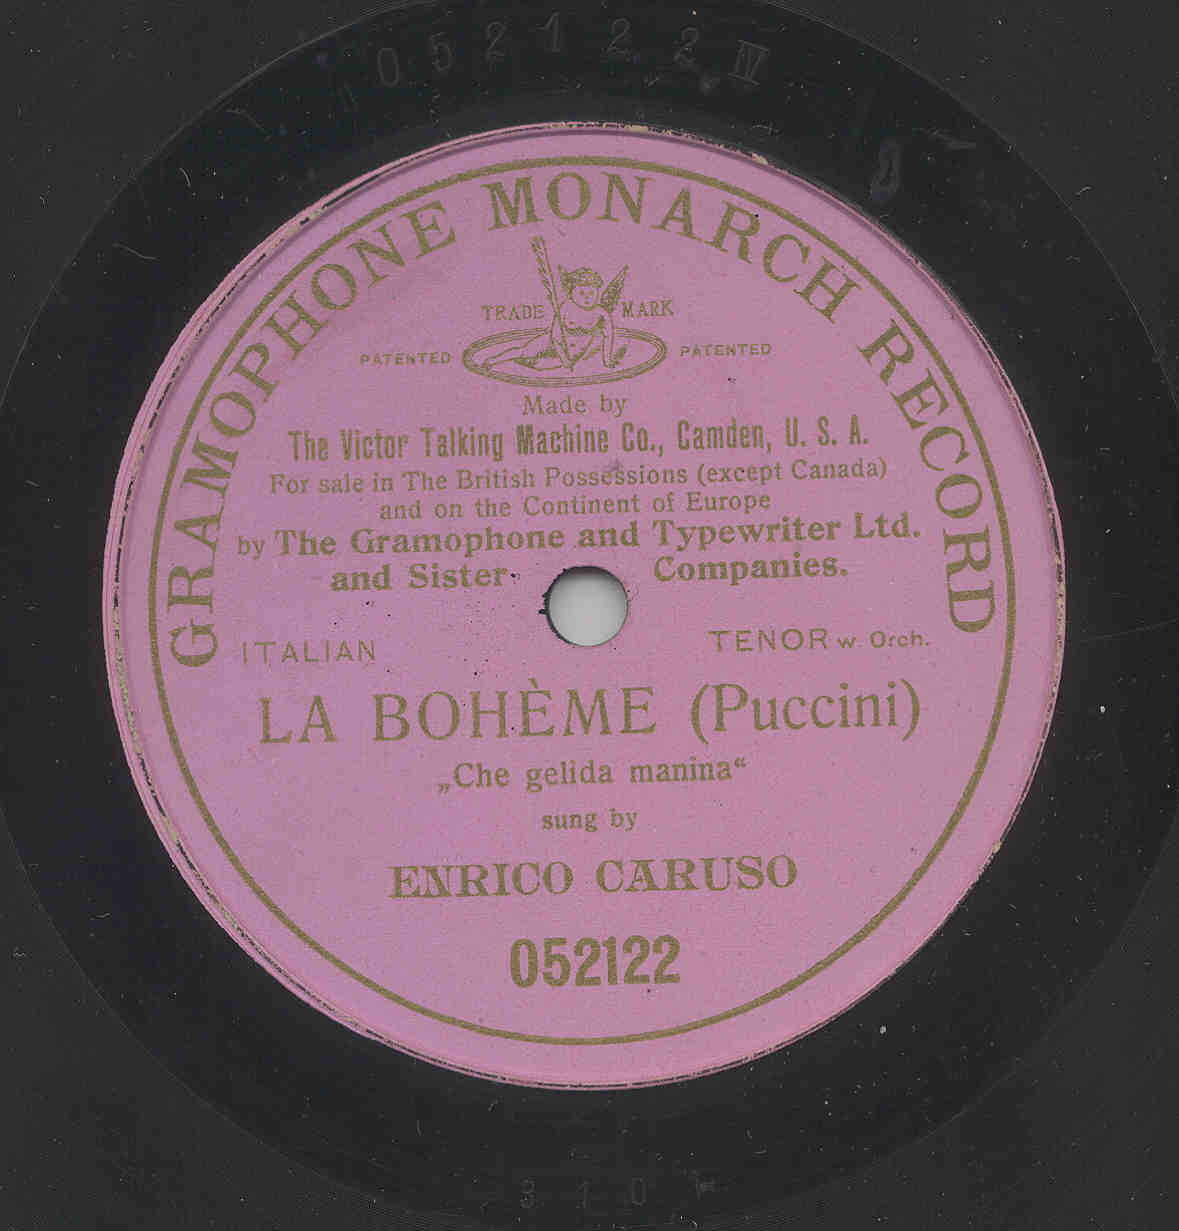 052122 IV
GRAMOPHONE MONARCH RECORD
TRADE MARK
PATENTED PATENTED
Made by
The Victor Talking Machine Co., Camden, U. S. A.
For sale in The British Possessions (except Canada)
and on the Continent of Europe
by The Gramophone and Typewriter Ltd.
and Sister Companies.
ITALIAN TENOR w. Orch.
LA BOHÈME (Puccini)
„Che gelida manina“
sung by
ENRICO CARUSO
052122